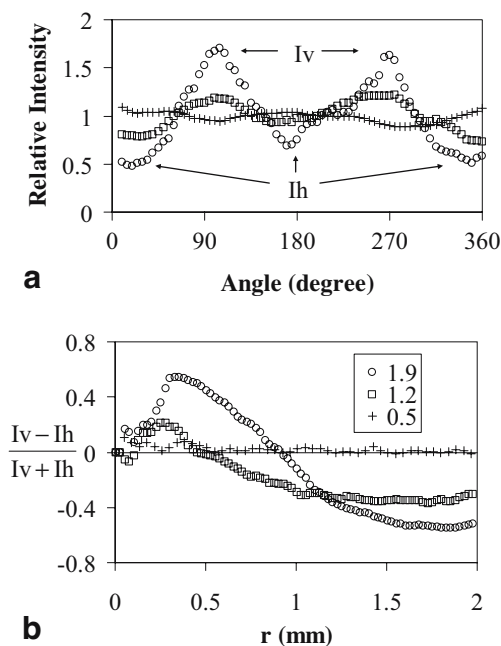 2
1.5
1
0.5
0
Relative Intensity
Iv
Ih
0 90 180 270 360
Angle (degree)
a
0.8
0.4
0
-0.4
-0.8
Iv – Ih
Iv + Ih
1.9
1.2
0.5
0 0.5 1 1.5 2
r (mm)
b